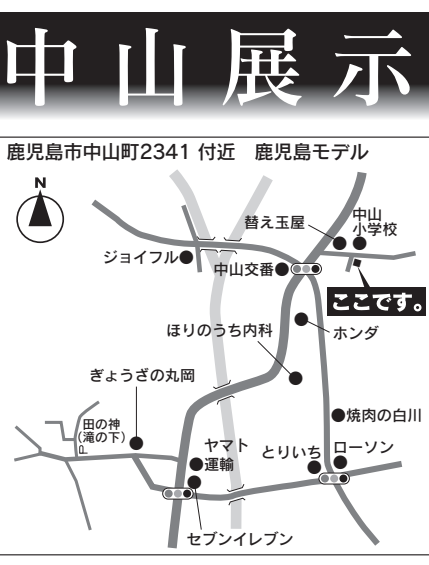 中山展示
鹿児島市中山町2341 付近　鹿児島モデル
N
替え玉屋
中山
小学校
ジョイフル
中山交番
ここです。
ほりのうち内科
ホンダ
ぎょうざの丸岡
田の神
(滝の下)
P
焼肉の白川
ヤマト
運輸
とりいち
ローソン
セブンイレブン